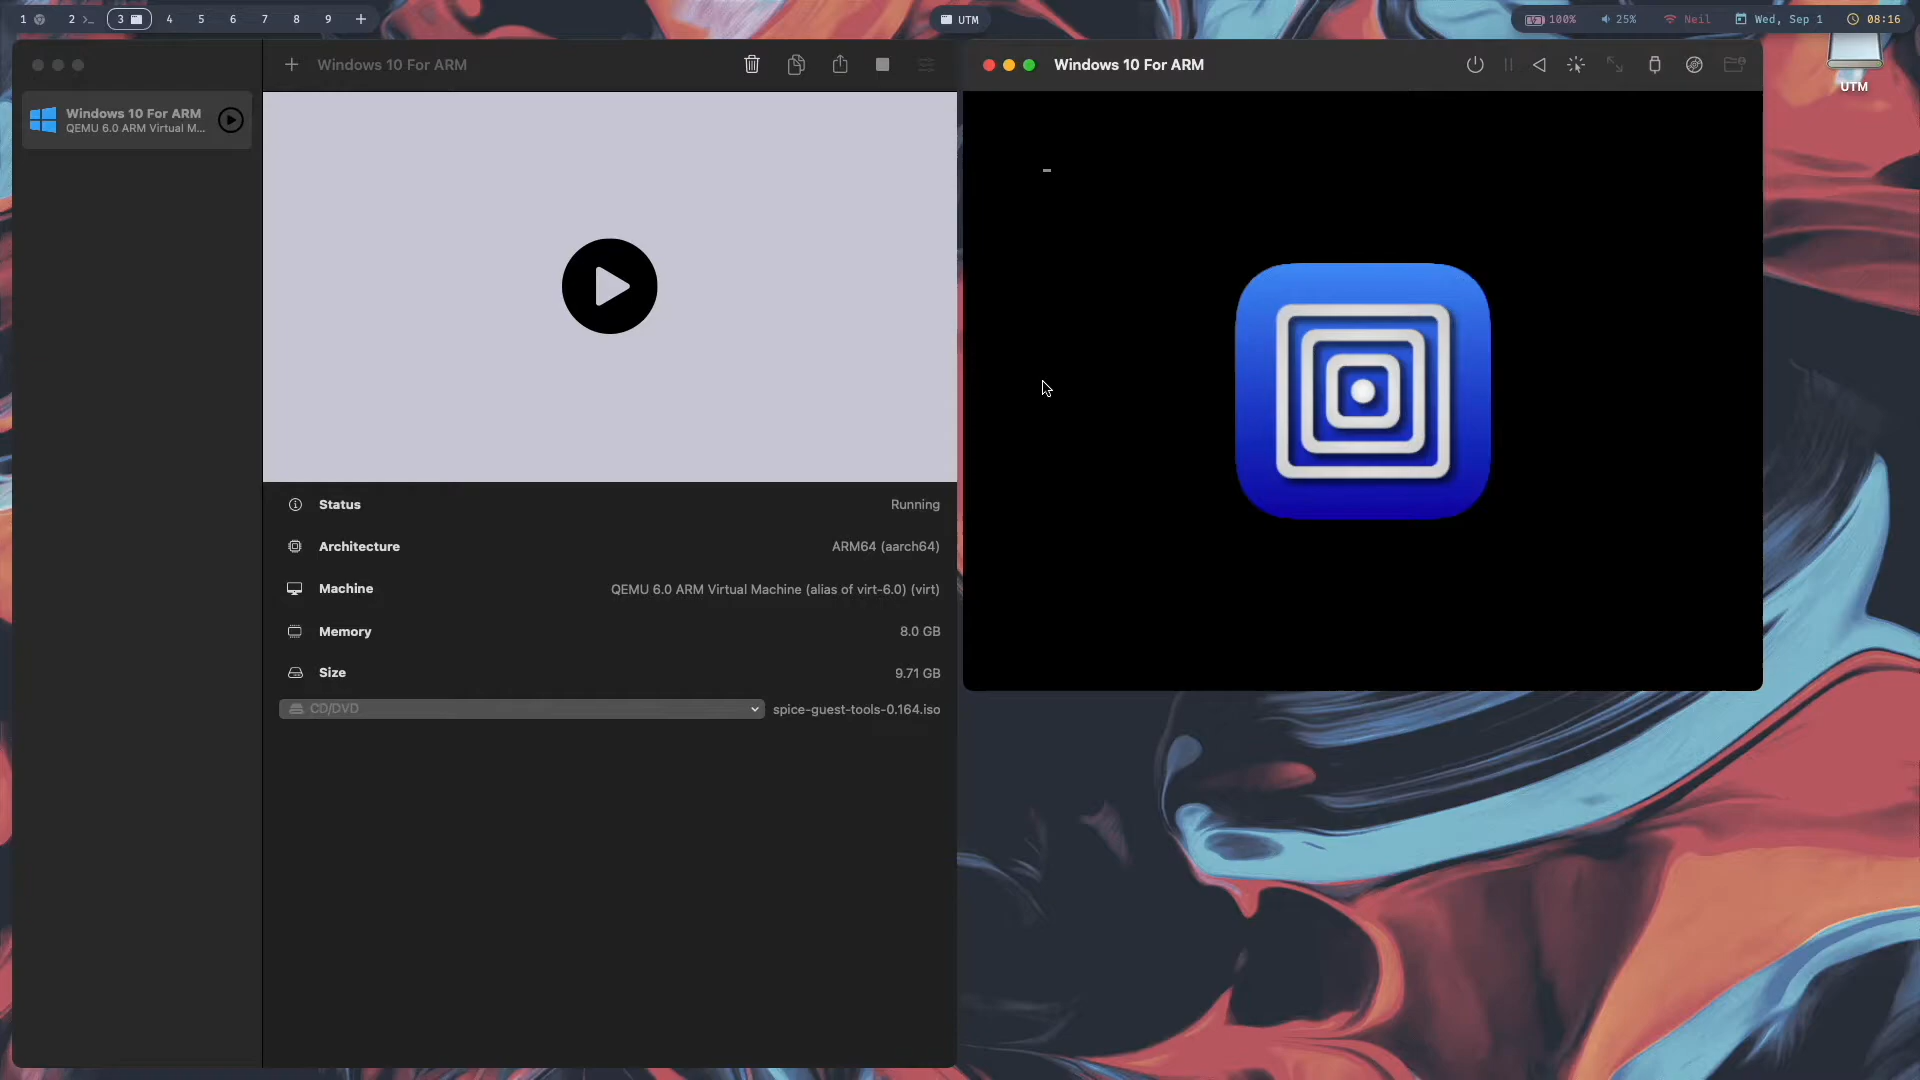 1 2 >_ 3 4 5 6 7 8 9 +
UTM
100% 25% Neil Wed, Sep 1 08:16
UTM
Windows 10 For ARM
Windows 10 For ARM
QEMU 6.0 ARM Virtual M...
Windows 10 For ARM
Status Running
Architecture ARM64 (aarch64)
Machine QEMU 6.0 ARM Virtual Machine (alias of virt-6.0) (virt)
Memory 8.0 GB
Size 9.71 GB
CD/DVD spice-guest-tools-0.164.iso